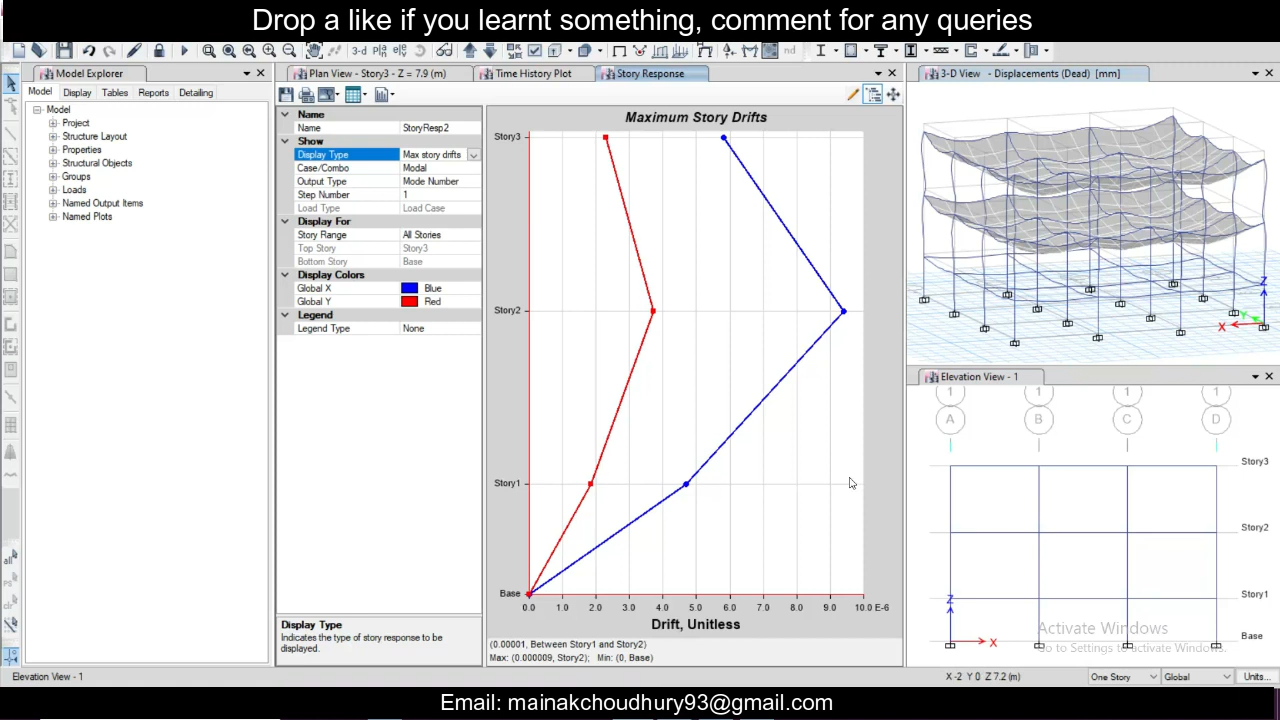 Drop a like if you learnt something, comment for any queries
3-d
nd
Model Explorer
Plan View - Story3 - Z = 7.9 (m)
Time History Plot
Story Response
3-D View - Displacements (Dead) [mm]
Model
Display
Tables
Reports
Detailing
Model
Project
Structure Layout
Properties
Structural Objects
Groups
Loads
Named Output Items
Named Plots
Name
Name StoryResp2
Show
Display Type Max story drifts
Case/Combo Modal
Output Type Mode Number
Step Number 1
Load Type Load Case
Display For
Story Range All Stories
Top Story Story3
Bottom Story Base
Display Colors
Global X Blue
Global Y Red
Legend
Legend Type None
Display Type
Indicates the type of story response to be
displayed.
Maximum Story Drifts
Story3
Story2
Story1
Base
0.0 1.0 2.0 3.0 4.0 5.0 6.0 7.0 8.0 9.0 10.0 E-6
Drift, Unitless
(0.00001, Between Story1 and Story2)
Max: (0.000009, Story2); Min: (0, Base)
Z
Y
X
Elevation View - 1
1 1 1 1
A B C D
Story3
Story2
Story1
Base
Z
X
Activate Windows
Go to Settings to activate Windows.
all
ps
clr
Elevation View - 1
X -2 Y 0 Z 7.2 (m)
One Story
Global
Units...
Email: mainakchoudhury93@gmail.com